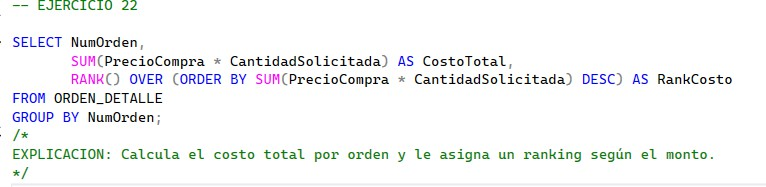 -- EJERCICIO 22
SELECT NumOrden,
SUM(PrecioCompra * CantidadSolicitada) AS CostoTotal,
RANK() OVER (ORDER BY SUM(PrecioCompra * CantidadSolicitada) DESC) AS RankCosto
FROM ORDEN_DETALLE
GROUP BY NumOrden;
/*
EXPLICACION: Calcula el costo total por orden y le asigna un ranking según el monto.
*/